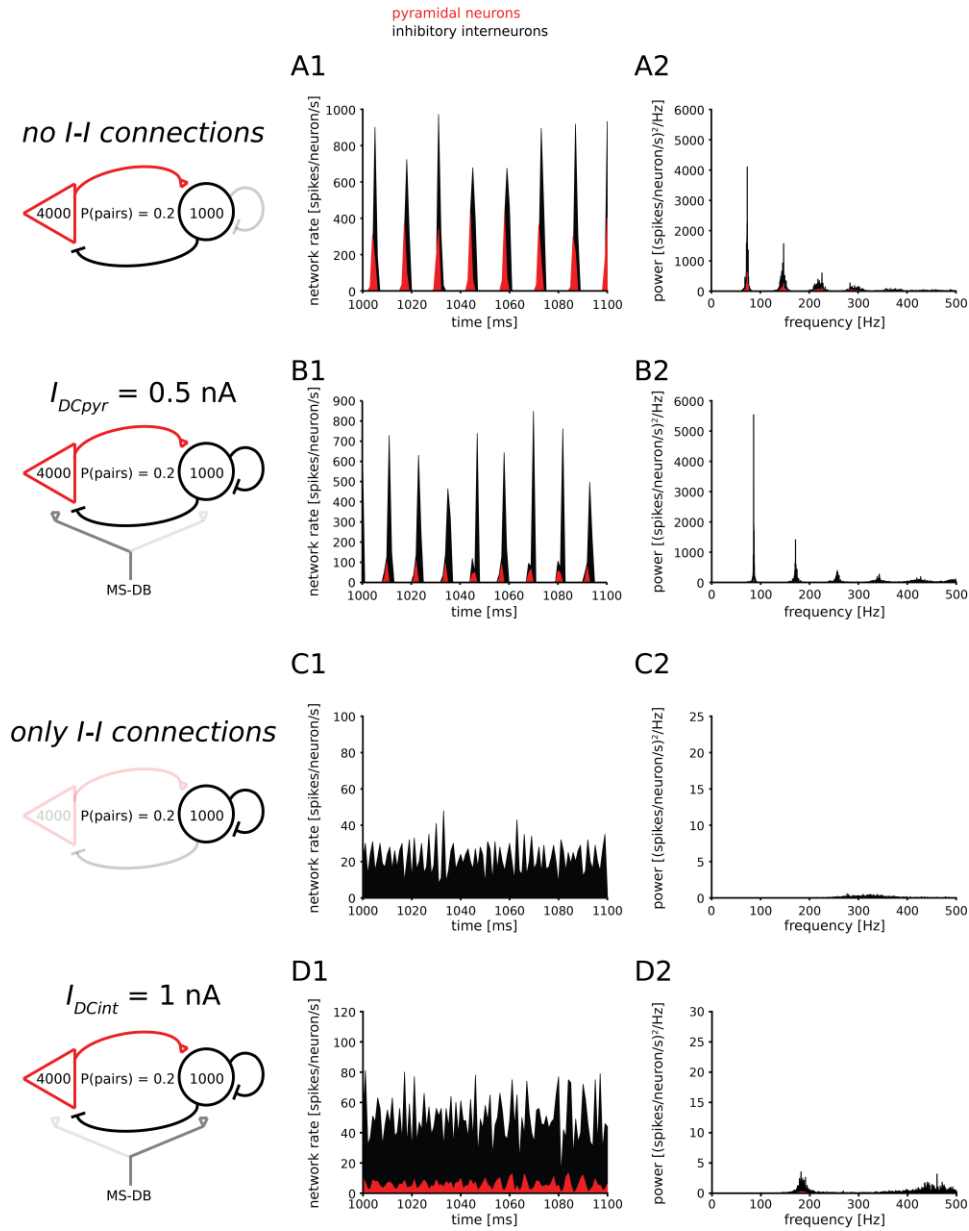 pyramidal neurons
inhibitory interneurons
no I-I connections
4000 P(pairs) = 0.2 1000
A1
network rate [spikes/neuron/s]
1000
800
600
400
200
0
1000 1020 1040 1060 1080 1100
time [ms]
A2
power [(spikes/neuron/s)²/Hz]
6000
5000
4000
3000
2000
1000
0
0 100 200 300 400 500
frequency [Hz]
I DCpyr = 0.5 nA
4000 P(pairs) = 0.2 1000
MS-DB
B1
network rate [spikes/neuron/s]
900
800
700
600
500
400
300
200
100
0
1000 1020 1040 1060 1080 1100
time [ms]
B2
power [(spikes/neuron/s)²/Hz]
6000
5000
4000
3000
2000
1000
0
0 100 200 300 400 500
frequency [Hz]
only I-I connections
4000 P(pairs) = 0.2 1000
C1
network rate [spikes/neuron/s]
100
80
60
40
20
0
1000 1020 1040 1060 1080 1100
time [ms]
C2
power [(spikes/neuron/s)²/Hz]
25
20
15
10
5
0
0 100 200 300 400 500
frequency [Hz]
I DCint = 1 nA
4000 P(pairs) = 0.2 1000
MS-DB
D1
network rate [spikes/neuron/s]
120
100
80
60
40
20
0
1000 1020 1040 1060 1080 1100
time [ms]
D2
power [(spikes/neuron/s)²/Hz]
30
25
20
15
10
5
0
0 100 200 300 400 500
frequency [Hz]